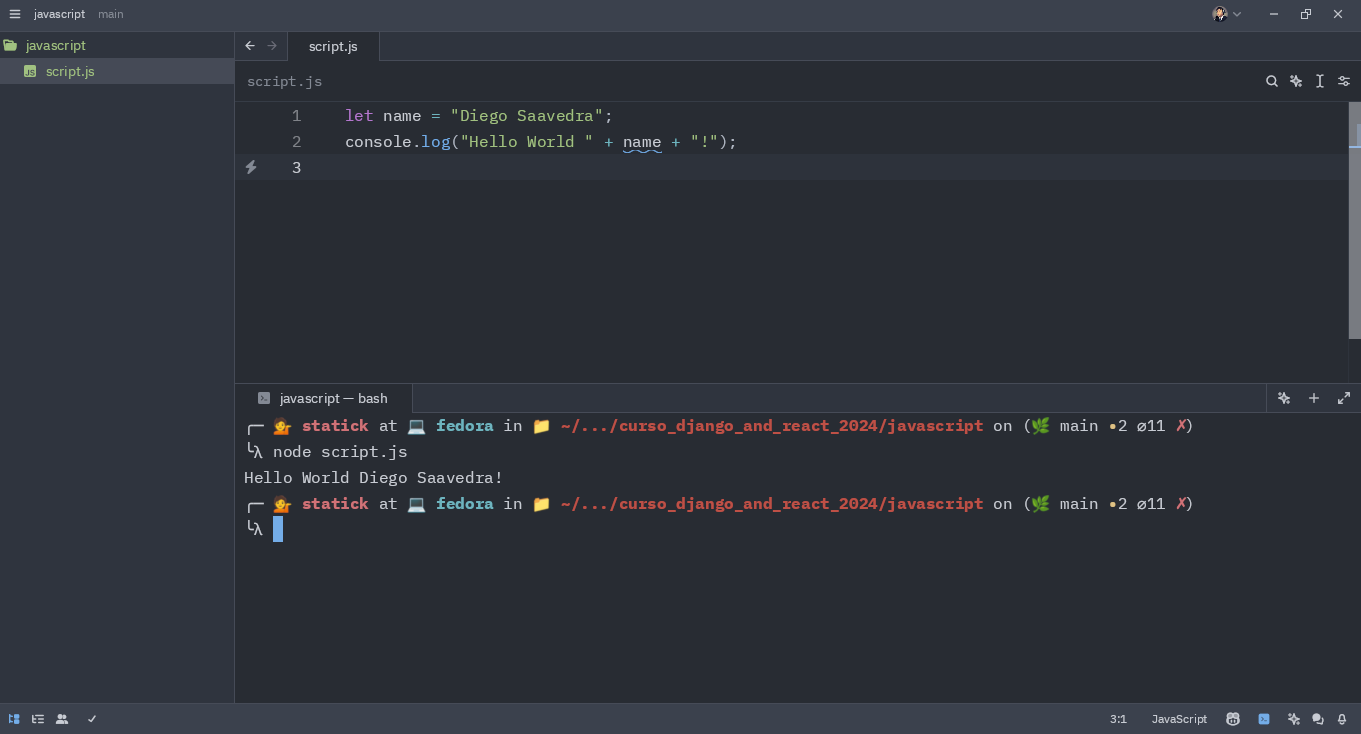 javascript main
javascript
script.js
script.js
script.js
1 let name = "Diego Saavedra";
2 console.log("Hello World " + name + "!");
3
javascript — bash
╭─ 💁 statick at 💻 fedora in 📁 ~/.../curso_django_and_react_2024/javascript on (🌿 main •2 ⌀11 ✗)
╰λ node script.js
Hello World Diego Saavedra!
╭─ 💁 statick at 💻 fedora in 📁 ~/.../curso_django_and_react_2024/javascript on (🌿 main •2 ⌀11 ✗)
╰λ
3:1 JavaScript